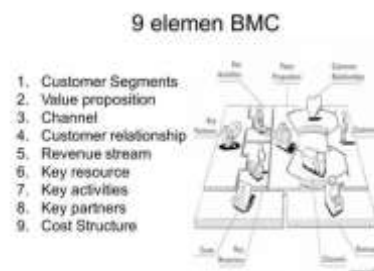 9 elemen BMC
1. Customer Segments
2. Value proposition
3. Channel
4. Customer relationship
5. Revenue stream
6. Key resource
7. Key activities
8. Key partners
9. Cost Structure